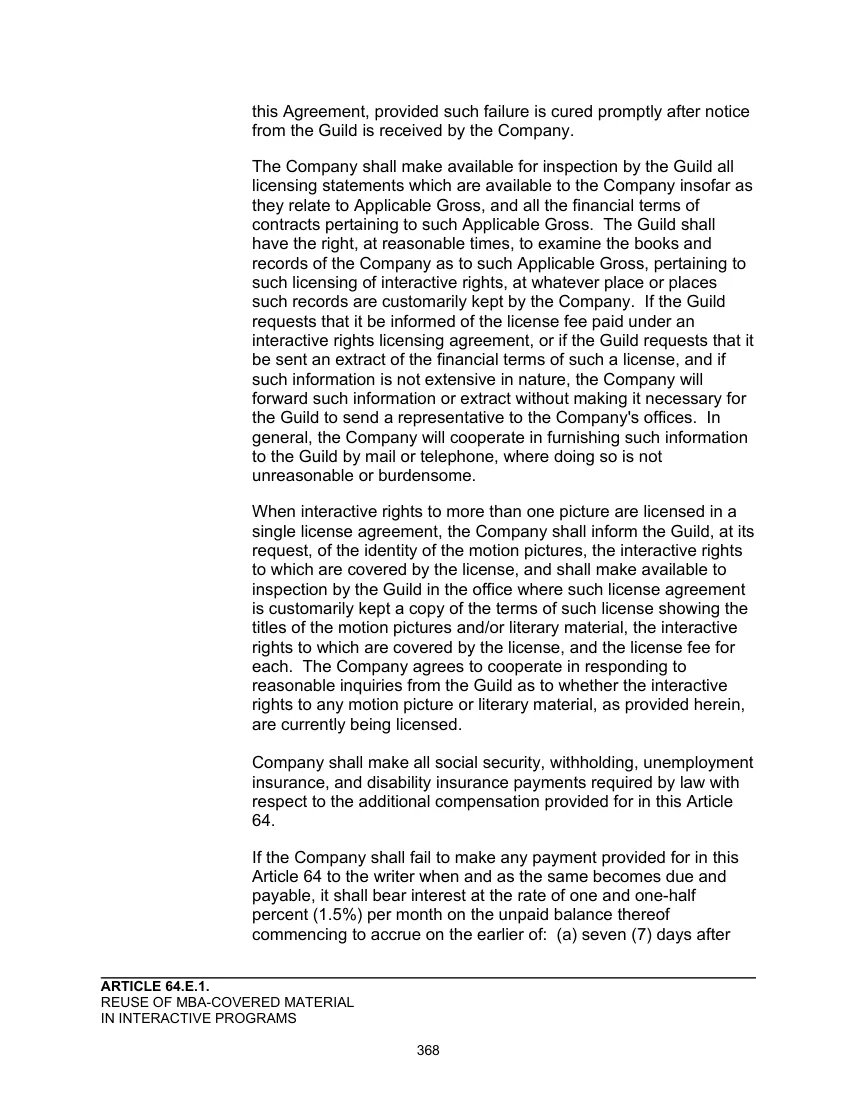 this Agreement, provided such failure is cured promptly after notice
from the Guild is received by the Company.
The Company shall make available for inspection by the Guild all
licensing statements which are available to the Company insofar as
they relate to Applicable Gross, and all the financial terms of
contracts pertaining to such Applicable Gross.  The Guild shall
have the right, at reasonable times, to examine the books and
records of the Company as to such Applicable Gross, pertaining to
such licensing of interactive rights, at whatever place or places
such records are customarily kept by the Company.  If the Guild
requests that it be informed of the license fee paid under an
interactive rights licensing agreement, or if the Guild requests that it
be sent an extract of the financial terms of such a license, and if
such information is not extensive in nature, the Company will
forward such information or extract without making it necessary for
the Guild to send a representative to the Company's offices.  In
general, the Company will cooperate in furnishing such information
to the Guild by mail or telephone, where doing so is not
unreasonable or burdensome.
When interactive rights to more than one picture are licensed in a
single license agreement, the Company shall inform the Guild, at its
request, of the identity of the motion pictures, the interactive rights
to which are covered by the license, and shall make available to
inspection by the Guild in the office where such license agreement
is customarily kept a copy of the terms of such license showing the
titles of the motion pictures and/or literary material, the interactive
rights to which are covered by the license, and the license fee for
each.  The Company agrees to cooperate in responding to
reasonable inquiries from the Guild as to whether the interactive
rights to any motion picture or literary material, as provided herein,
are currently being licensed.
Company shall make all social security, withholding, unemployment
insurance, and disability insurance payments required by law with
respect to the additional compensation provided for in this Article
64.
If the Company shall fail to make any payment provided for in this
Article 64 to the writer when and as the same becomes due and
payable, it shall bear interest at the rate of one and one-half
percent (1.5%) per month on the unpaid balance thereof
commencing to accrue on the earlier of:  (a) seven (7) days after
ARTICLE 64.E.1.
REUSE OF MBA-COVERED MATERIAL
IN INTERACTIVE PROGRAMS
368